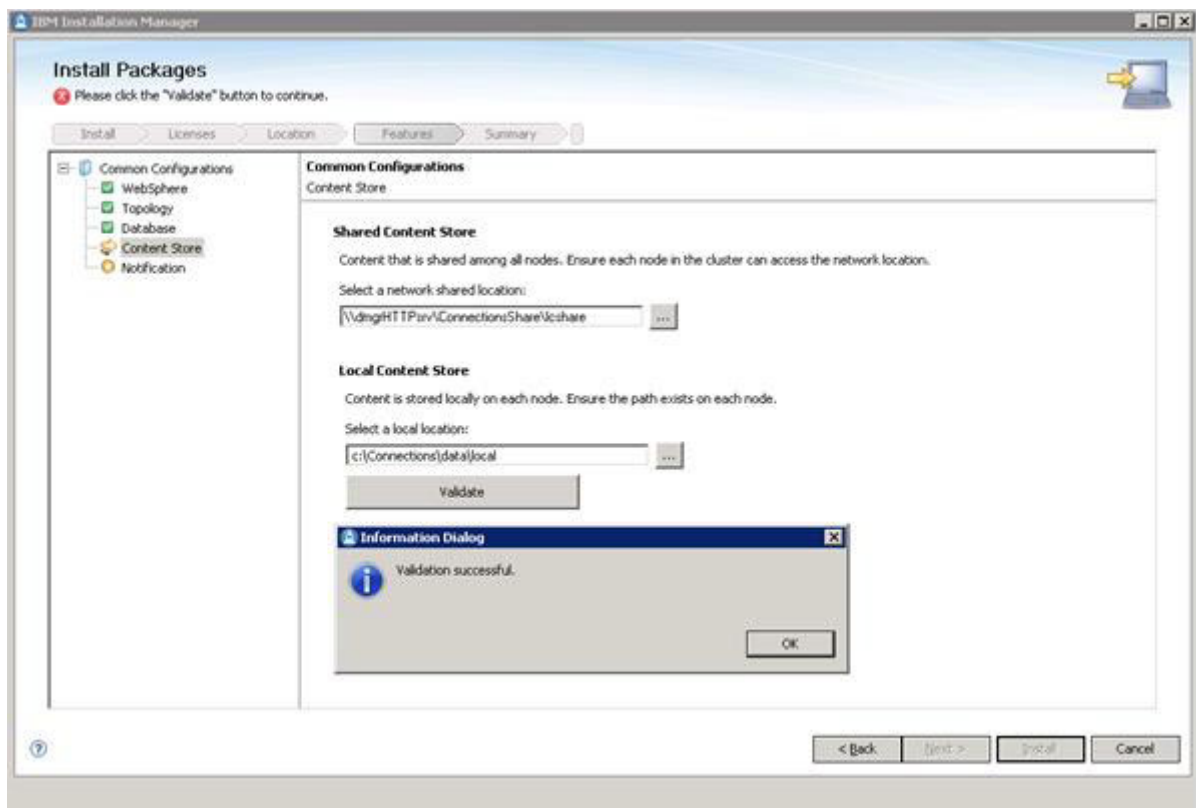 IBM Installation Manager
Install Packages
Please click the "Validate" button to continue.
Install Licenses Location Features Summary
Common Configurations
WebSphere
Topology
Database
Content Store
Notification
Common Configurations
Content Store
Shared Content Store
Content that is shared among all nodes. Ensure each node in the cluster can access the network location.
Select a network shared location:
\\dmgrHTTPsrv\ConnectionsShare\lcshare
...
Local Content Store
Content is stored locally on each node. Ensure the path exists on each node.
Select a local location:
c:\Connections\data\local
...
Validate
Information Dialog
Validation successful.
OK
?
< Back Next > Install Cancel